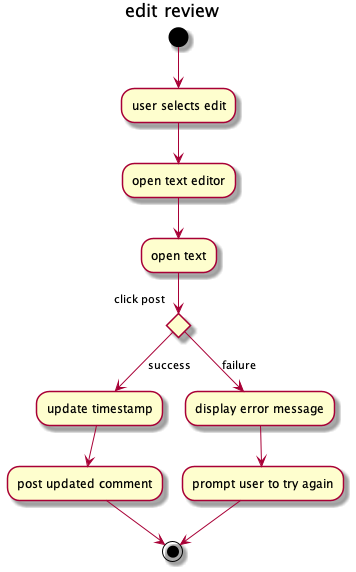 edit review
user selects edit
open text editor
open text
click post
success
failure
update timestamp
display error message
post updated comment
prompt user to try again